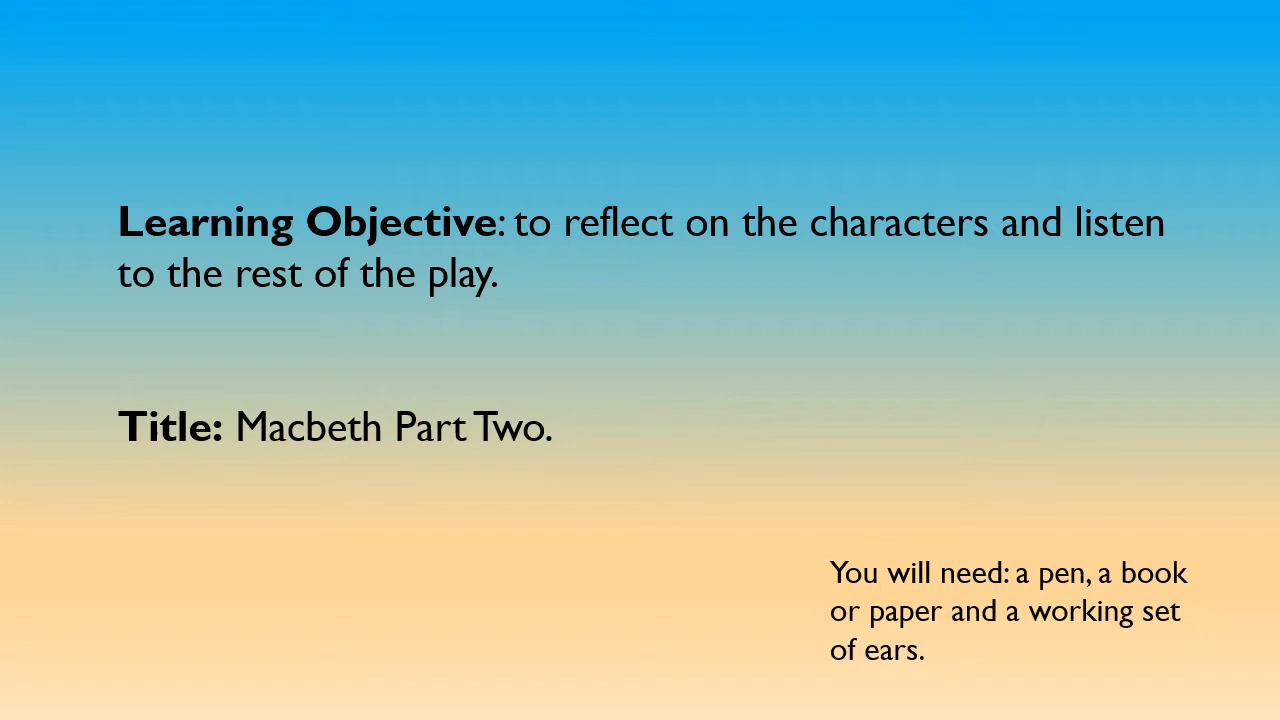 Learning Objective: to reflect on the characters and listen
to the rest of the play.
Title: Macbeth Part Two.
You will need: a pen, a book
or paper and a working set
of ears.